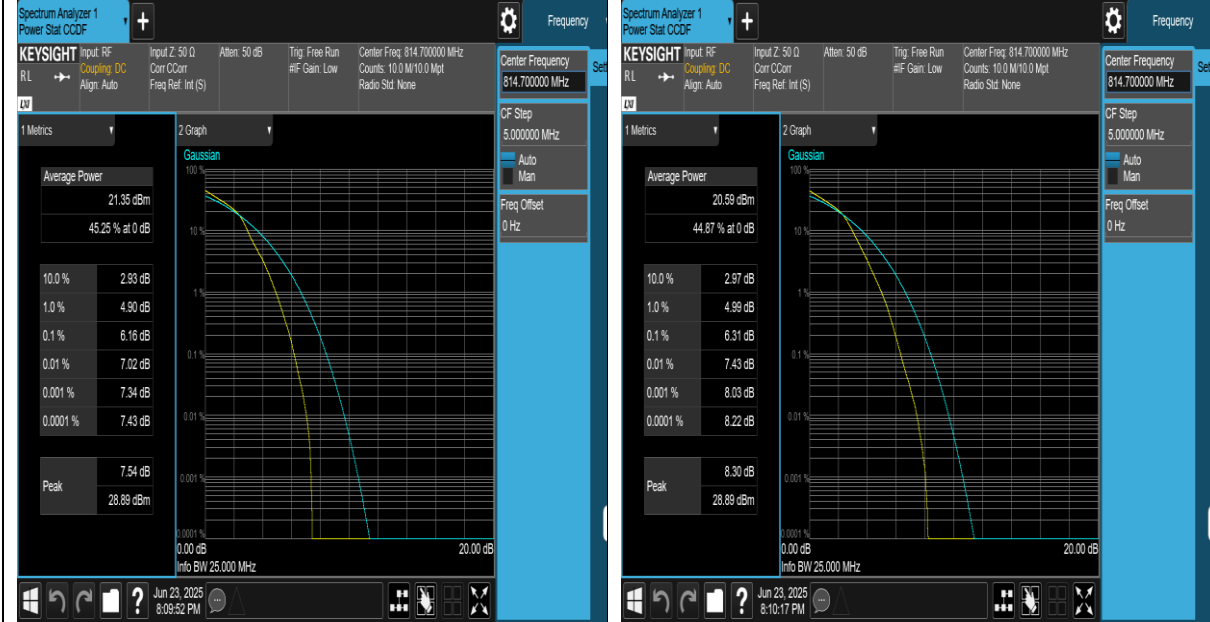 Spectrum Analyzer 1
Power Stat CCDF
Frequency
KEYSIGHT
R L
LXI
Input: RF
Coupling: DC
Align: Auto
Input Z: 50 Ω
Corr CCorr
Freq Ref: Int (S)
Atten: 50 dB
Trig: Free Run
#IF Gain: Low
Center Freq: 814.700000 MHz
Counts: 10.0 M/10.0 Mpt
Radio Std: None
Center Frequency
814.700000 MHz
Set
CF Step
5.000000 MHz
Auto
Man
Freq Offset
0 Hz
1 Metrics
2 Graph
Average Power
21.35 dBm
45.25 % at 0 dB
10.0 % 2.93 dB
1.0 % 4.90 dB
0.1 % 6.16 dB
0.01 % 7.02 dB
0.001 % 7.34 dB
0.0001 % 7.43 dB
Peak
7.54 dB
28.89 dBm
Gaussian
100 %
10 %
1 %
0.1 %
0.01 %
0.001 %
0.0001 %
0.00 dB 20.00 dB
Info BW 25.000 MHz
?
Jun 23, 2025
8:09:52 PM
Spectrum Analyzer 1
Power Stat CCDF
Frequency
KEYSIGHT
R L
LXI
Input: RF
Coupling: DC
Align: Auto
Input Z: 50 Ω
Corr CCorr
Freq Ref: Int (S)
Atten: 50 dB
Trig: Free Run
#IF Gain: Low
Center Freq: 814.700000 MHz
Counts: 10.0 M/10.0 Mpt
Radio Std: None
Center Frequency
814.700000 MHz
Set
CF Step
5.000000 MHz
Auto
Man
Freq Offset
0 Hz
1 Metrics
2 Graph
Average Power
20.59 dBm
44.87 % at 0 dB
10.0 % 2.97 dB
1.0 % 4.99 dB
0.1 % 6.31 dB
0.01 % 7.43 dB
0.001 % 8.03 dB
0.0001 % 8.22 dB
Peak
8.30 dB
28.89 dBm
Gaussian
100 %
10 %
1 %
0.1 %
0.01 %
0.001 %
0.0001 %
0.00 dB 20.00 dB
Info BW 25.000 MHz
?
Jun 23, 2025
8:10:17 PM